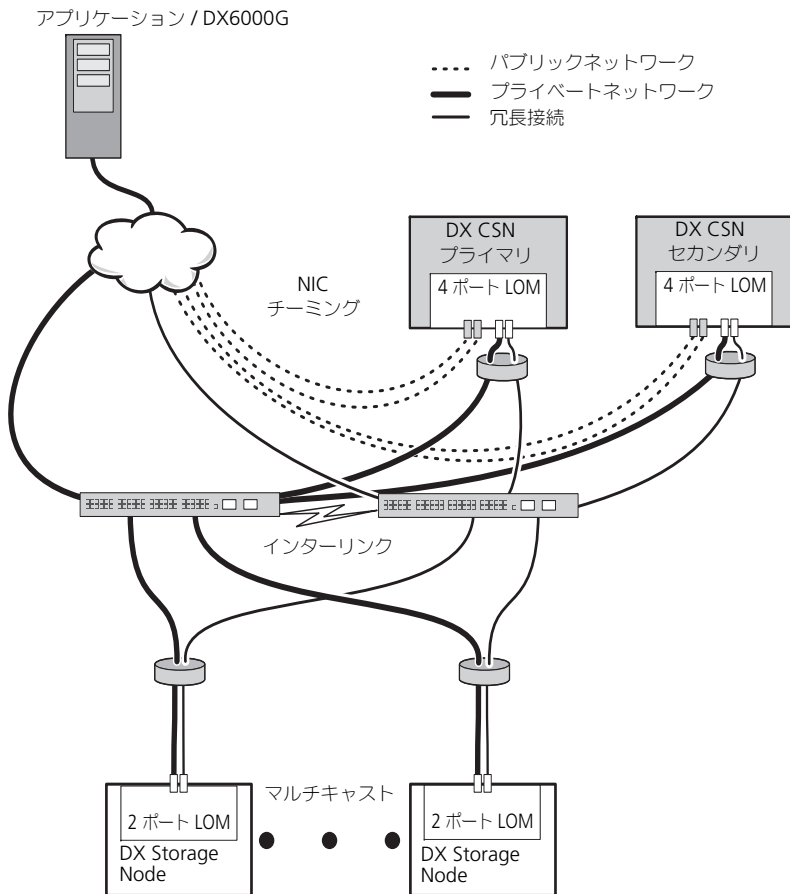 アプリケーション / DX6000G
パブリックネットワーク
プライベートネットワーク
冗長接続
DX CSN
プライマリ
4 ポート LOM
DX CSN
セカンダリ
4 ポート LOM
NIC
チーミング
インターリンク
マルチキャスト
2 ポート LOM
DX Storage
Node
2 ポート LOM
DX Storage
Node